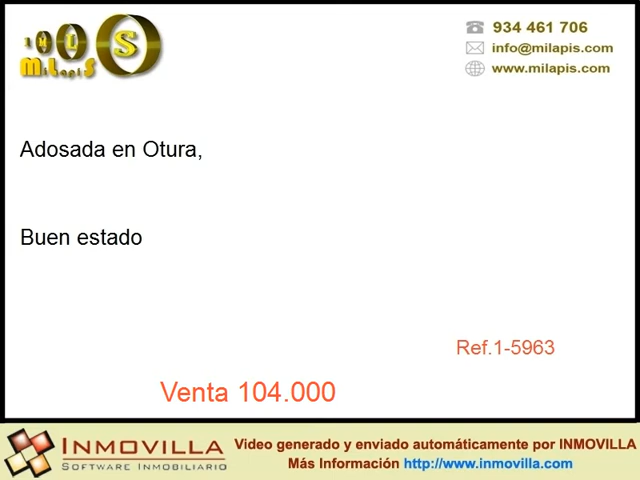 MiLapiS
934 461 706
info@milapis.com
www.milapis.com
Adosada en Otura,
Buen estado
Ref.1-5963
Venta 104.000
INMOVILLA
SOFTWARE INMOBILIARIO
Video generado y enviado automáticamente por INMOVILLA
Más Información http://www.inmovilla.com